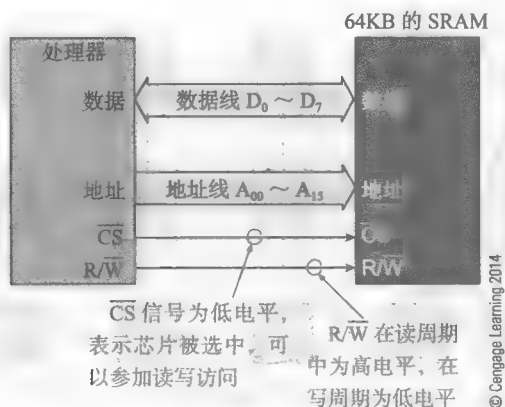 64KB 的 SRAM
处理器
数据
数据线 D₀～D₇
地址
地址线 A₀₀～A₁₅
地址
C̅S̅
R/W̅
R/W̅
C̅S̅ 信号为低电平，
表示芯片被选中，可
以参加读写访问
R/W̅ 在读周期
中为高电平，在
写周期为低电平
© Cengage Learning 2014